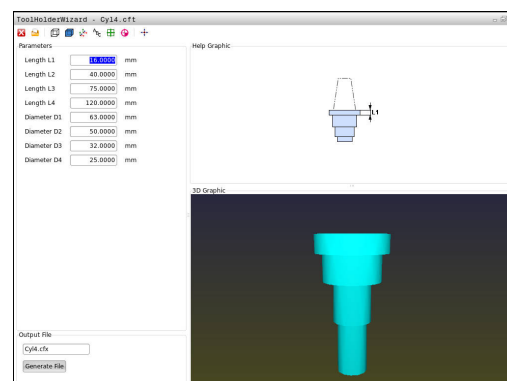 ToolHolderWizard - Cyl4.cft
Parameters
Length L1 16.0000 mm
Length L2 40.0000 mm
Length L3 75.0000 mm
Length L4 120.0000 mm
Diameter D1 63.0000 mm
Diameter D2 50.0000 mm
Diameter D3 32.0000 mm
Diameter D4 25.0000 mm
Output File
Cyl4.cfx
Generate File
Help Graphic
L1
3D Graphic